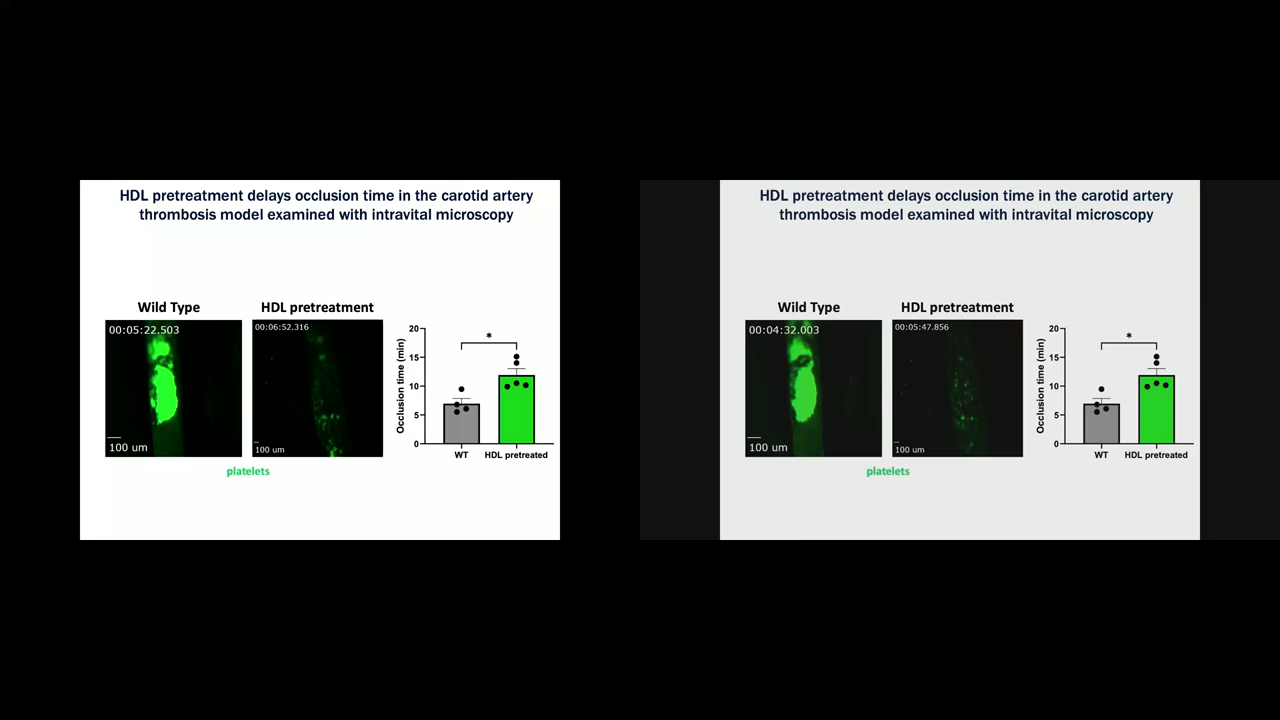 HDL pretreatment delays occlusion time in the carotid artery
thrombosis model examined with intravital microscopy
Wild Type
HDL pretreatment
00:05:22.503
100 um
00:06:52.316
100 um
platelets
Occlusion time (min)
20
15
10
5
0
*
WT
HDL pretreated
HDL pretreatment delays occlusion time in the carotid artery
thrombosis model examined with intravital microscopy
Wild Type
HDL pretreatment
00:04:32.003
100 um
00:05:47.856
100 um
platelets
Occlusion time (min)
20
15
10
5
0
*
WT
HDL pretreated